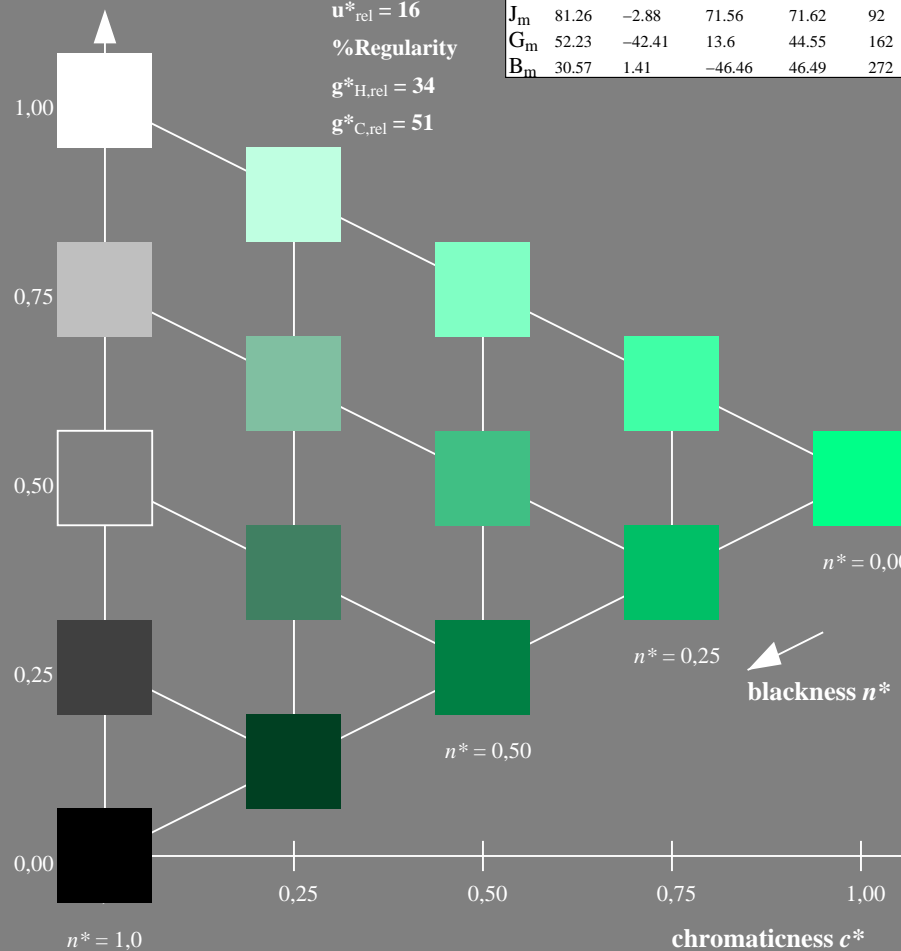 u*rel = 16
%Regularity
g*H,rel = 34
g*C,rel = 51
Jm 81.26 −2.88 71.56 71.62 92
Gm 52.23 −42.41 13.6 44.55 162
Bm 30.57 1.41 −46.46 46.49 272
1,00
0,75
0,50
0,25
0,00
n* = 0,00
n* = 0,25
blackness n*
n* = 0,50
0,25 0,50 0,75 1,00
n* = 1,0
chromaticness c*